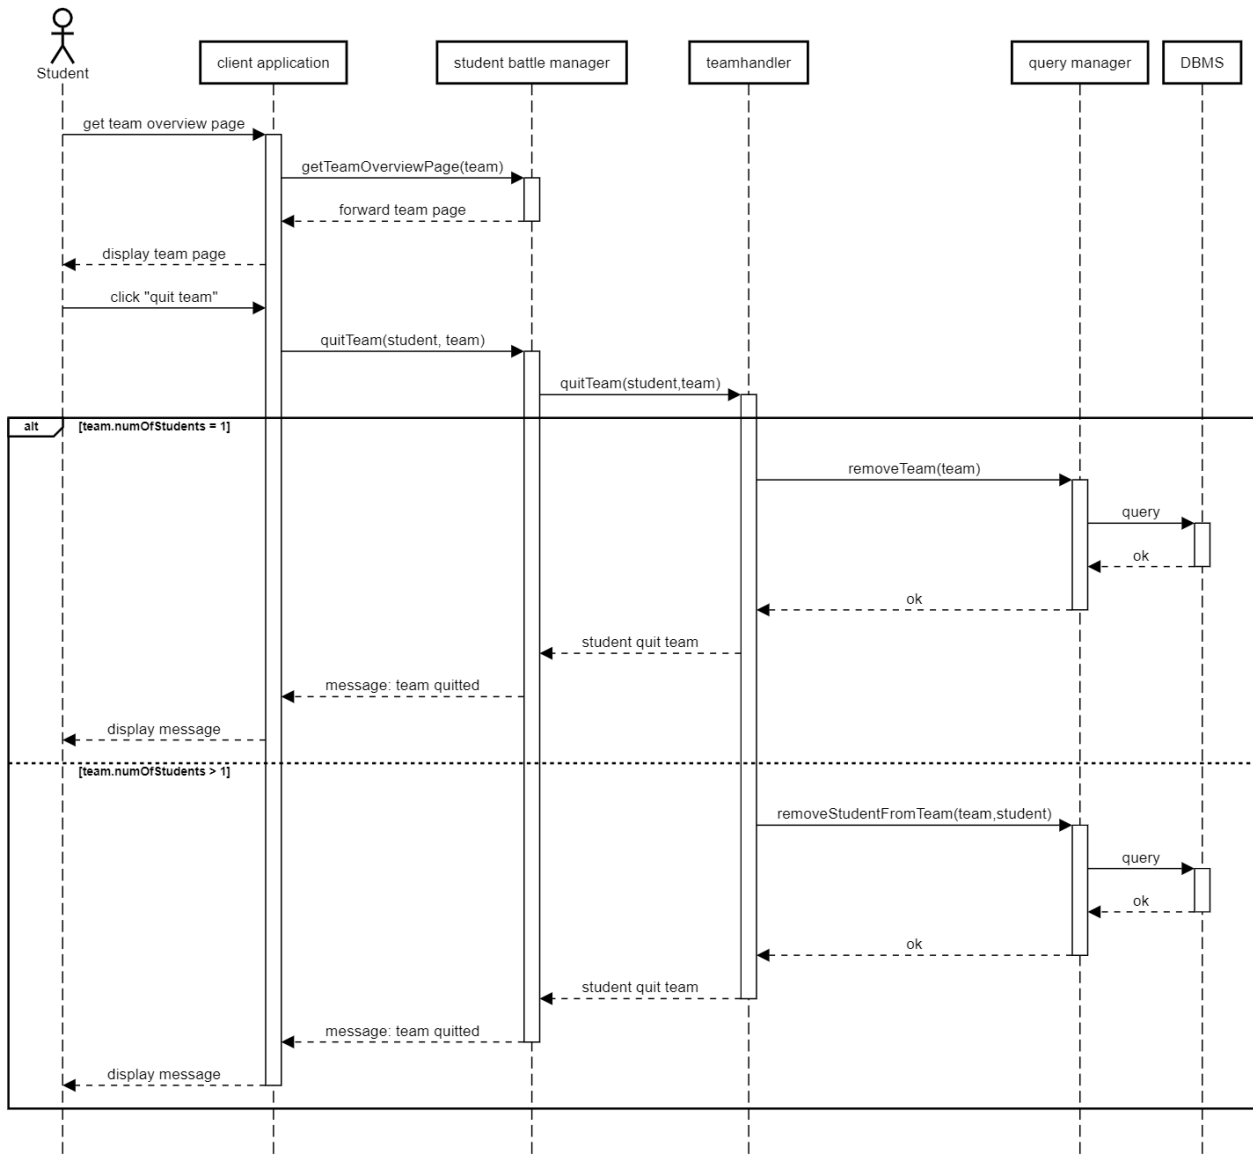 Student
client application
student battle manager
teamhandler
query manager
DBMS
get team overview page
getTeamOverviewPage(team)
forward team page
display team page
click "quit team"
quitTeam(student, team)
quitTeam(student,team)
alt
[team.numOfStudents = 1]
removeTeam(team)
query
ok
ok
student quit team
message: team quitted
display message
[team.numOfStudents > 1]
removeStudentFromTeam(team,student)
query
ok
ok
student quit team
message: team quitted
display message